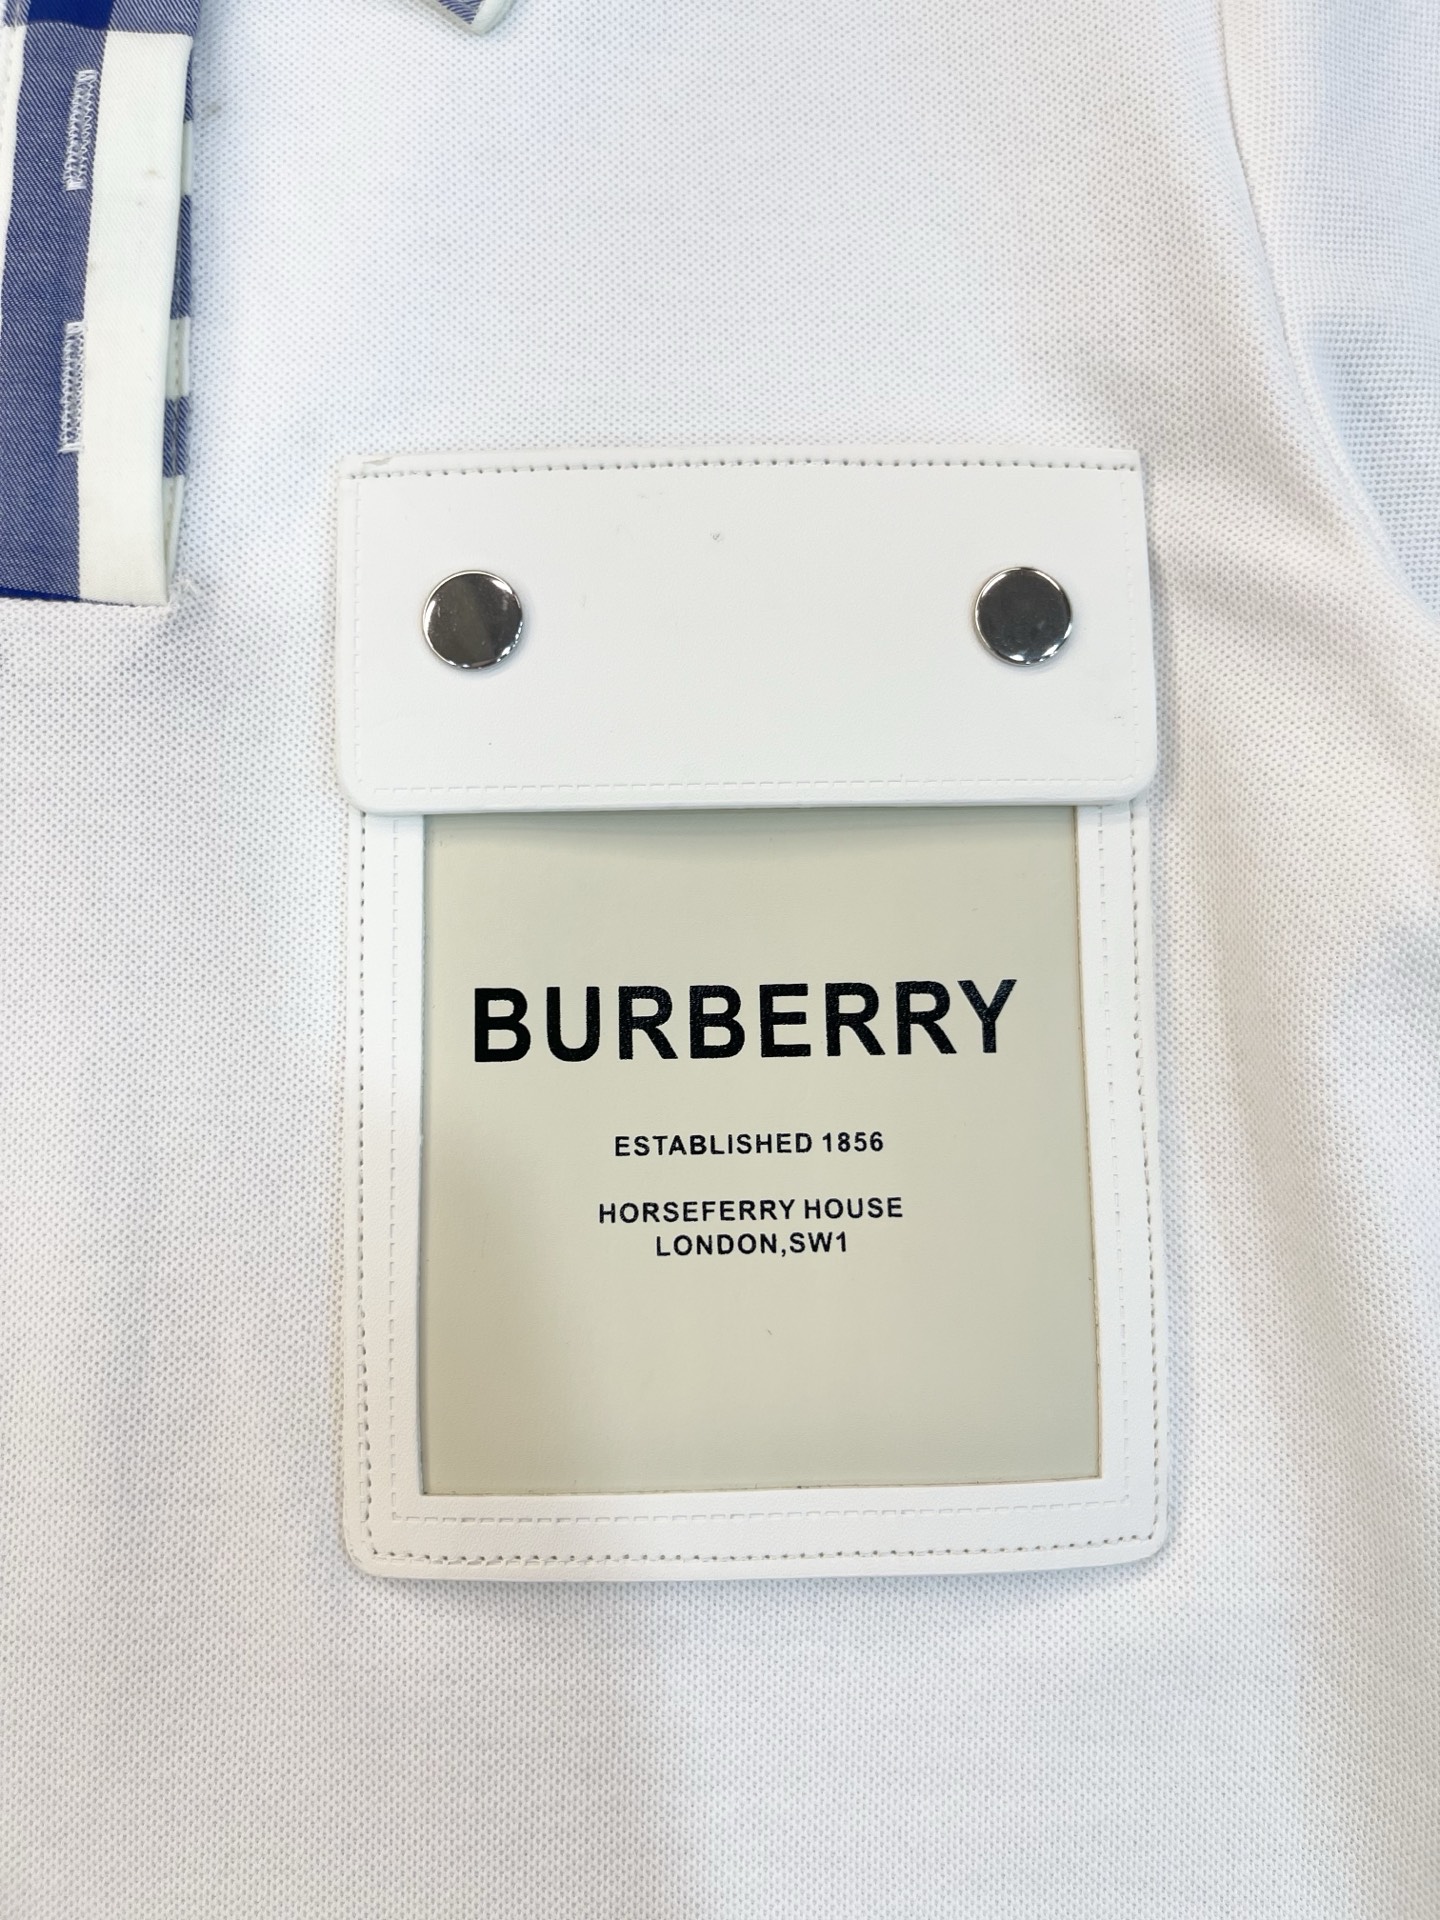 BURBERRY
ESTABLISHED 1856
HORSEFERRY HOUSE
LONDON,SW1